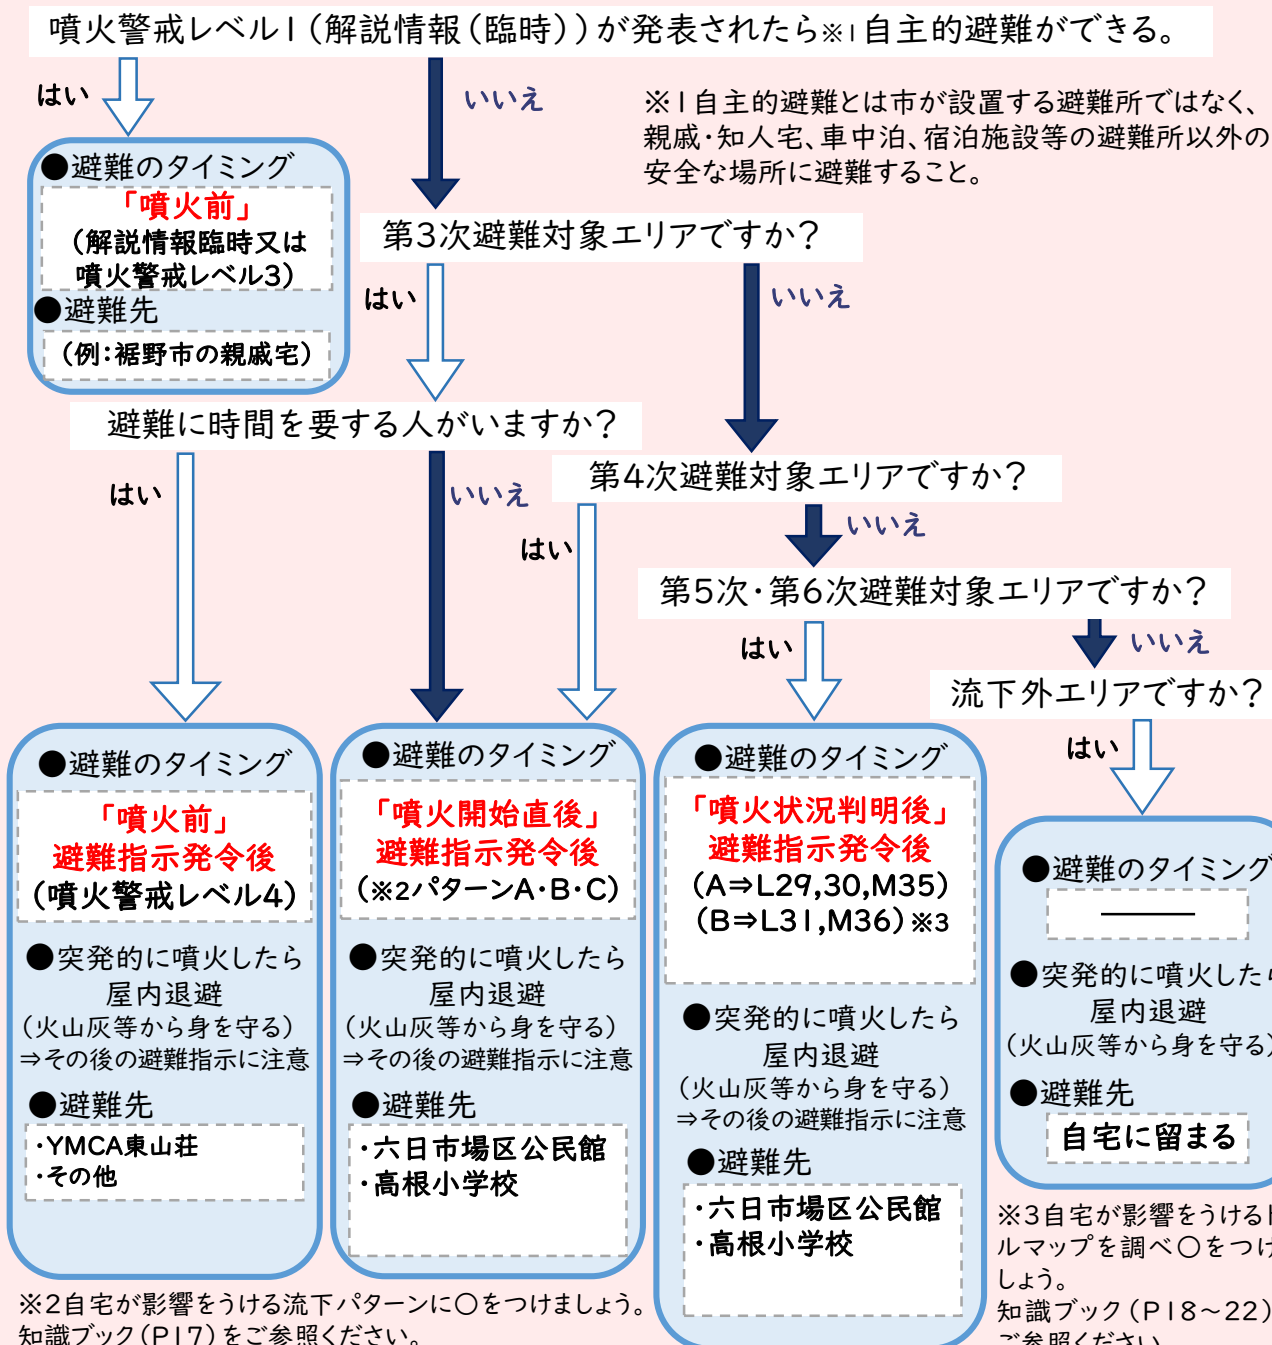 噴火警戒レベル1（解説情報（臨時））が発表されたら※1自主的避難ができる。
はい
いいえ
※1自主的避難とは市が設置する避難所ではなく、
親戚・知人宅、車中泊、宿泊施設等の避難所以外の
安全な場所に避難すること。
●避難のタイミング
「噴火前」
（解説情報臨時又は
噴火警戒レベル3）
●避難先
（例：裾野市の親戚宅）
第3次避難対象エリアですか？
はい
いいえ
避難に時間を要する人がいますか？
はい
いいえ
第4次避難対象エリアですか？
はい
いいえ
第5次・第6次避難対象エリアですか？
はい
いいえ
流下外エリアですか？
はい
●避難のタイミング
「噴火前」
避難指示発令後
（噴火警戒レベル4）
●突発的に噴火したら
屋内退避
（火山灰等から身を守る）
⇒その後の避難指示に注意
●避難先
・YMCA東山荘
・その他
●避難のタイミング
「噴火開始直後」
避難指示発令後
（※2パターンA・B・C）
●突発的に噴火したら
屋内退避
（火山灰等から身を守る）
⇒その後の避難指示に注意
●避難先
・六日市場区公民館
・高根小学校
●避難のタイミング
「噴火状況判明後」
避難指示発令後
（A⇒L29,30,M35）
（B⇒L31,M36）※3
●突発的に噴火したら
屋内退避
（火山灰等から身を守る）
⇒その後の避難指示に注意
●避難先
・六日市場区公民館
・高根小学校
●避難のタイミング
―――
●突発的に噴火したら
屋内退避
（火山灰等から身を守る）
●避難先
自宅に留まる
※2自宅が影響をうける流下パターンに○をつけましょう。
知識ブック（P17）をご参照ください。
※3自宅が影響をうけるド
ルマップを調べ○をつけ
しょう。
知識ブック（P18～22）
ご参照ください